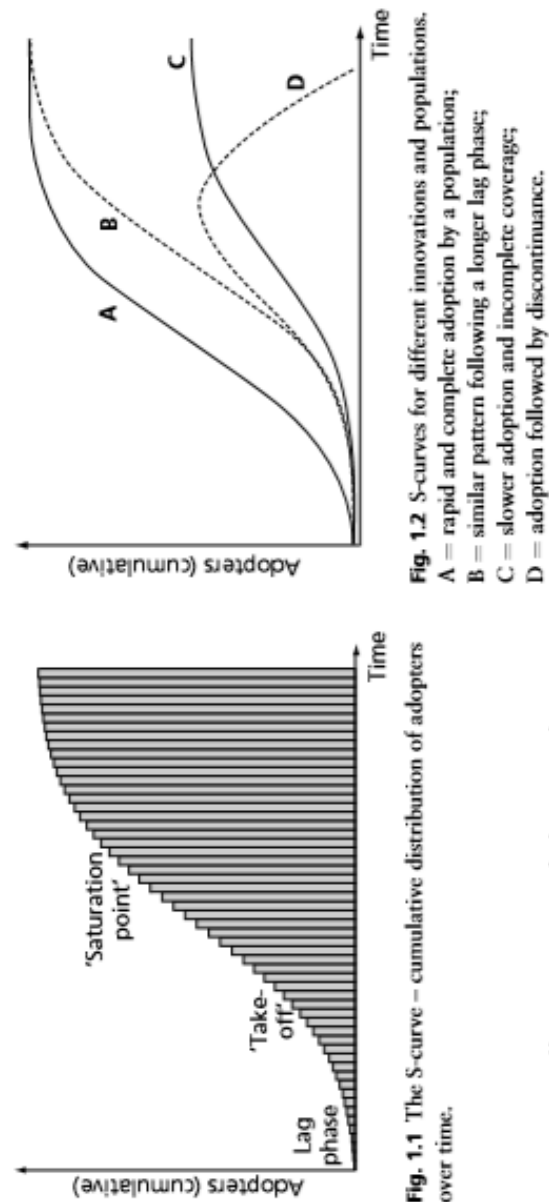 Adopters (cumulative)
'Saturation
point'
'Take-
off'
Lag
phase
Time
Fig. 1.1 The S-curve – cumulative distribution of adopters
over time.
Adopters (cumulative)
A
B
C
D
Time
Fig. 1.2 S-curves for different innovations and populations.
A = rapid and complete adoption by a population;
B = similar pattern following a longer lag phase;
C = slower adoption and incomplete coverage;
D = adoption followed by discontinuance.